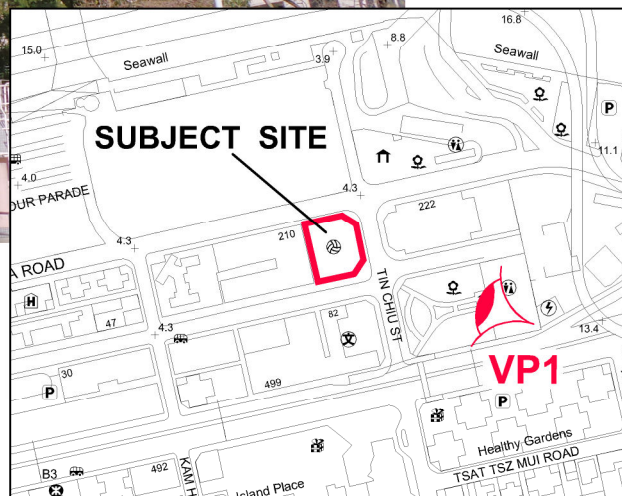 16.8
15.0
Seawall
8.8
3.9
Seawall
P
11.1
SUBJECT SITE
4.0
OUR PARADE
4.3
222
210
4.3
A ROAD
TIN CHIU ST
H
47
82
4.3
13.4
VP1
30
P
499
P
Healthy Gardens
492
B3
KAM H
Island Place
TSAT TSZ MUI ROAD